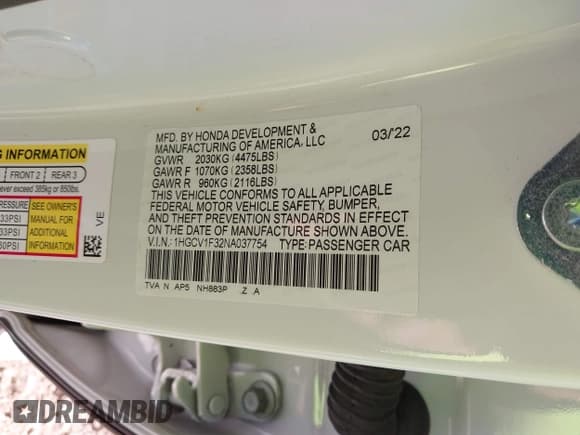 MFD. BY HONDA DEVELOPMENT &
MANUFACTURING OF AMERICA, LLC
03/22
GVWR 2030KG (4475LBS)
GAWR F 1070KG (2358LBS)
GAWR R 960KG (2116LBS)
THIS VEHICLE CONFORMS TO ALL APPLICABLE
FEDERAL MOTOR VEHICLE SAFETY, BUMPER,
AND THEFT PREVENTION STANDARDS IN EFFECT
ON THE DATE OF MANUFACTURE SHOWN ABOVE.
V.I.N.: 1HGCV1F32NA037754 TYPE: PASSENGER CAR
TVA N AP5 NH883P Z A
INFORMATION
FRONT 2 REAR 3
never exceed 385kg or 850lbs.
PRESSURE SEE OWNER'S
33PSI MANUAL FOR
33PSI ADDITIONAL
60PSI INFORMATION
VE
DREAMBID